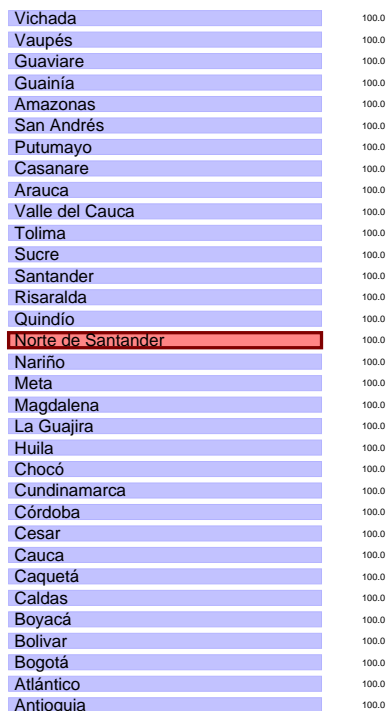 Vichada 100.0
Vaupés 100.0
Guaviare 100.0
Guainía 100.0
Amazonas 100.0
San Andrés 100.0
Putumayo 100.0
Casanare 100.0
Arauca 100.0
Valle del Cauca 100.0
Tolima 100.0
Sucre 100.0
Santander 100.0
Risaralda 100.0
Quindío 100.0
Norte de Santander 100.0
Nariño 100.0
Meta 100.0
Magdalena 100.0
La Guajira 100.0
Huila 100.0
Chocó 100.0
Cundinamarca 100.0
Córdoba 100.0
Cesar 100.0
Cauca 100.0
Caquetá 100.0
Caldas 100.0
Boyacá 100.0
Bolivar 100.0
Bogotá 100.0
Atlántico 100.0
Antioquia 100.0